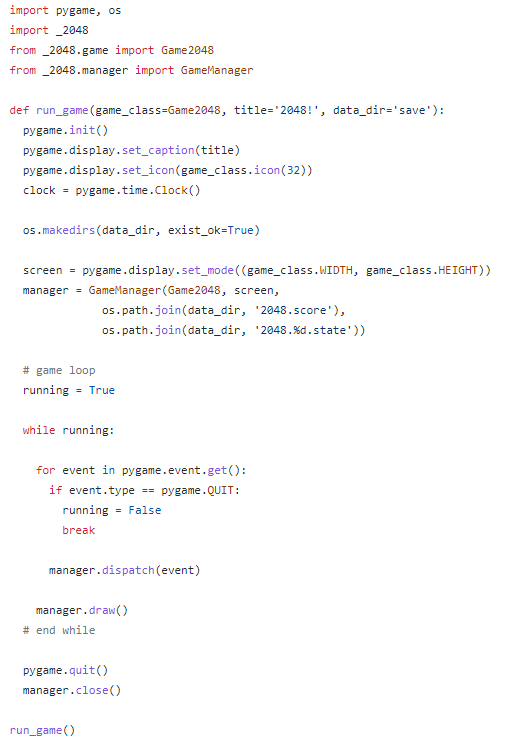 import pygame, os
import _2048
from _2048.game import Game2048
from _2048.manager import GameManager

def run_game(game_class=Game2048, title='2048!', data_dir='save'):
  pygame.init()
  pygame.display.set_caption(title)
  pygame.display.set_icon(game_class.icon(32))
  clock = pygame.time.Clock()

  os.makedirs(data_dir, exist_ok=True)

  screen = pygame.display.set_mode((game_class.WIDTH, game_class.HEIGHT))
  manager = GameManager(Game2048, screen,
              os.path.join(data_dir, '2048.score'),
              os.path.join(data_dir, '2048.%d.state'))

  # game loop
  running = True

  while running:

    for event in pygame.event.get():
      if event.type == pygame.QUIT:
        running = False
        break

      manager.dispatch(event)

    manager.draw()
  # end while

  pygame.quit()
  manager.close()

run_game()